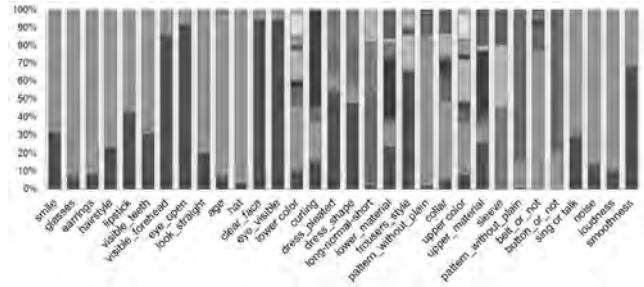 100%
90%
80%
70%
60%
50%
40%
30%
20%
10%
0%
smile
glasses
earrings
hairstyle
lipstick
visible_teeth
visible_forehead
eye_open
look_straight
age
hat
clear_face
eye_visible
lower_color
curling
dress_pleated
dress_shape
long-normal-short
lower_material
trousers_style
pattern_without_plain
collar
upper color
upper_material
sleeve
pattern_without_plain
belt_or_not
button_or_not
sing or talk
noise
loudness
smoothness